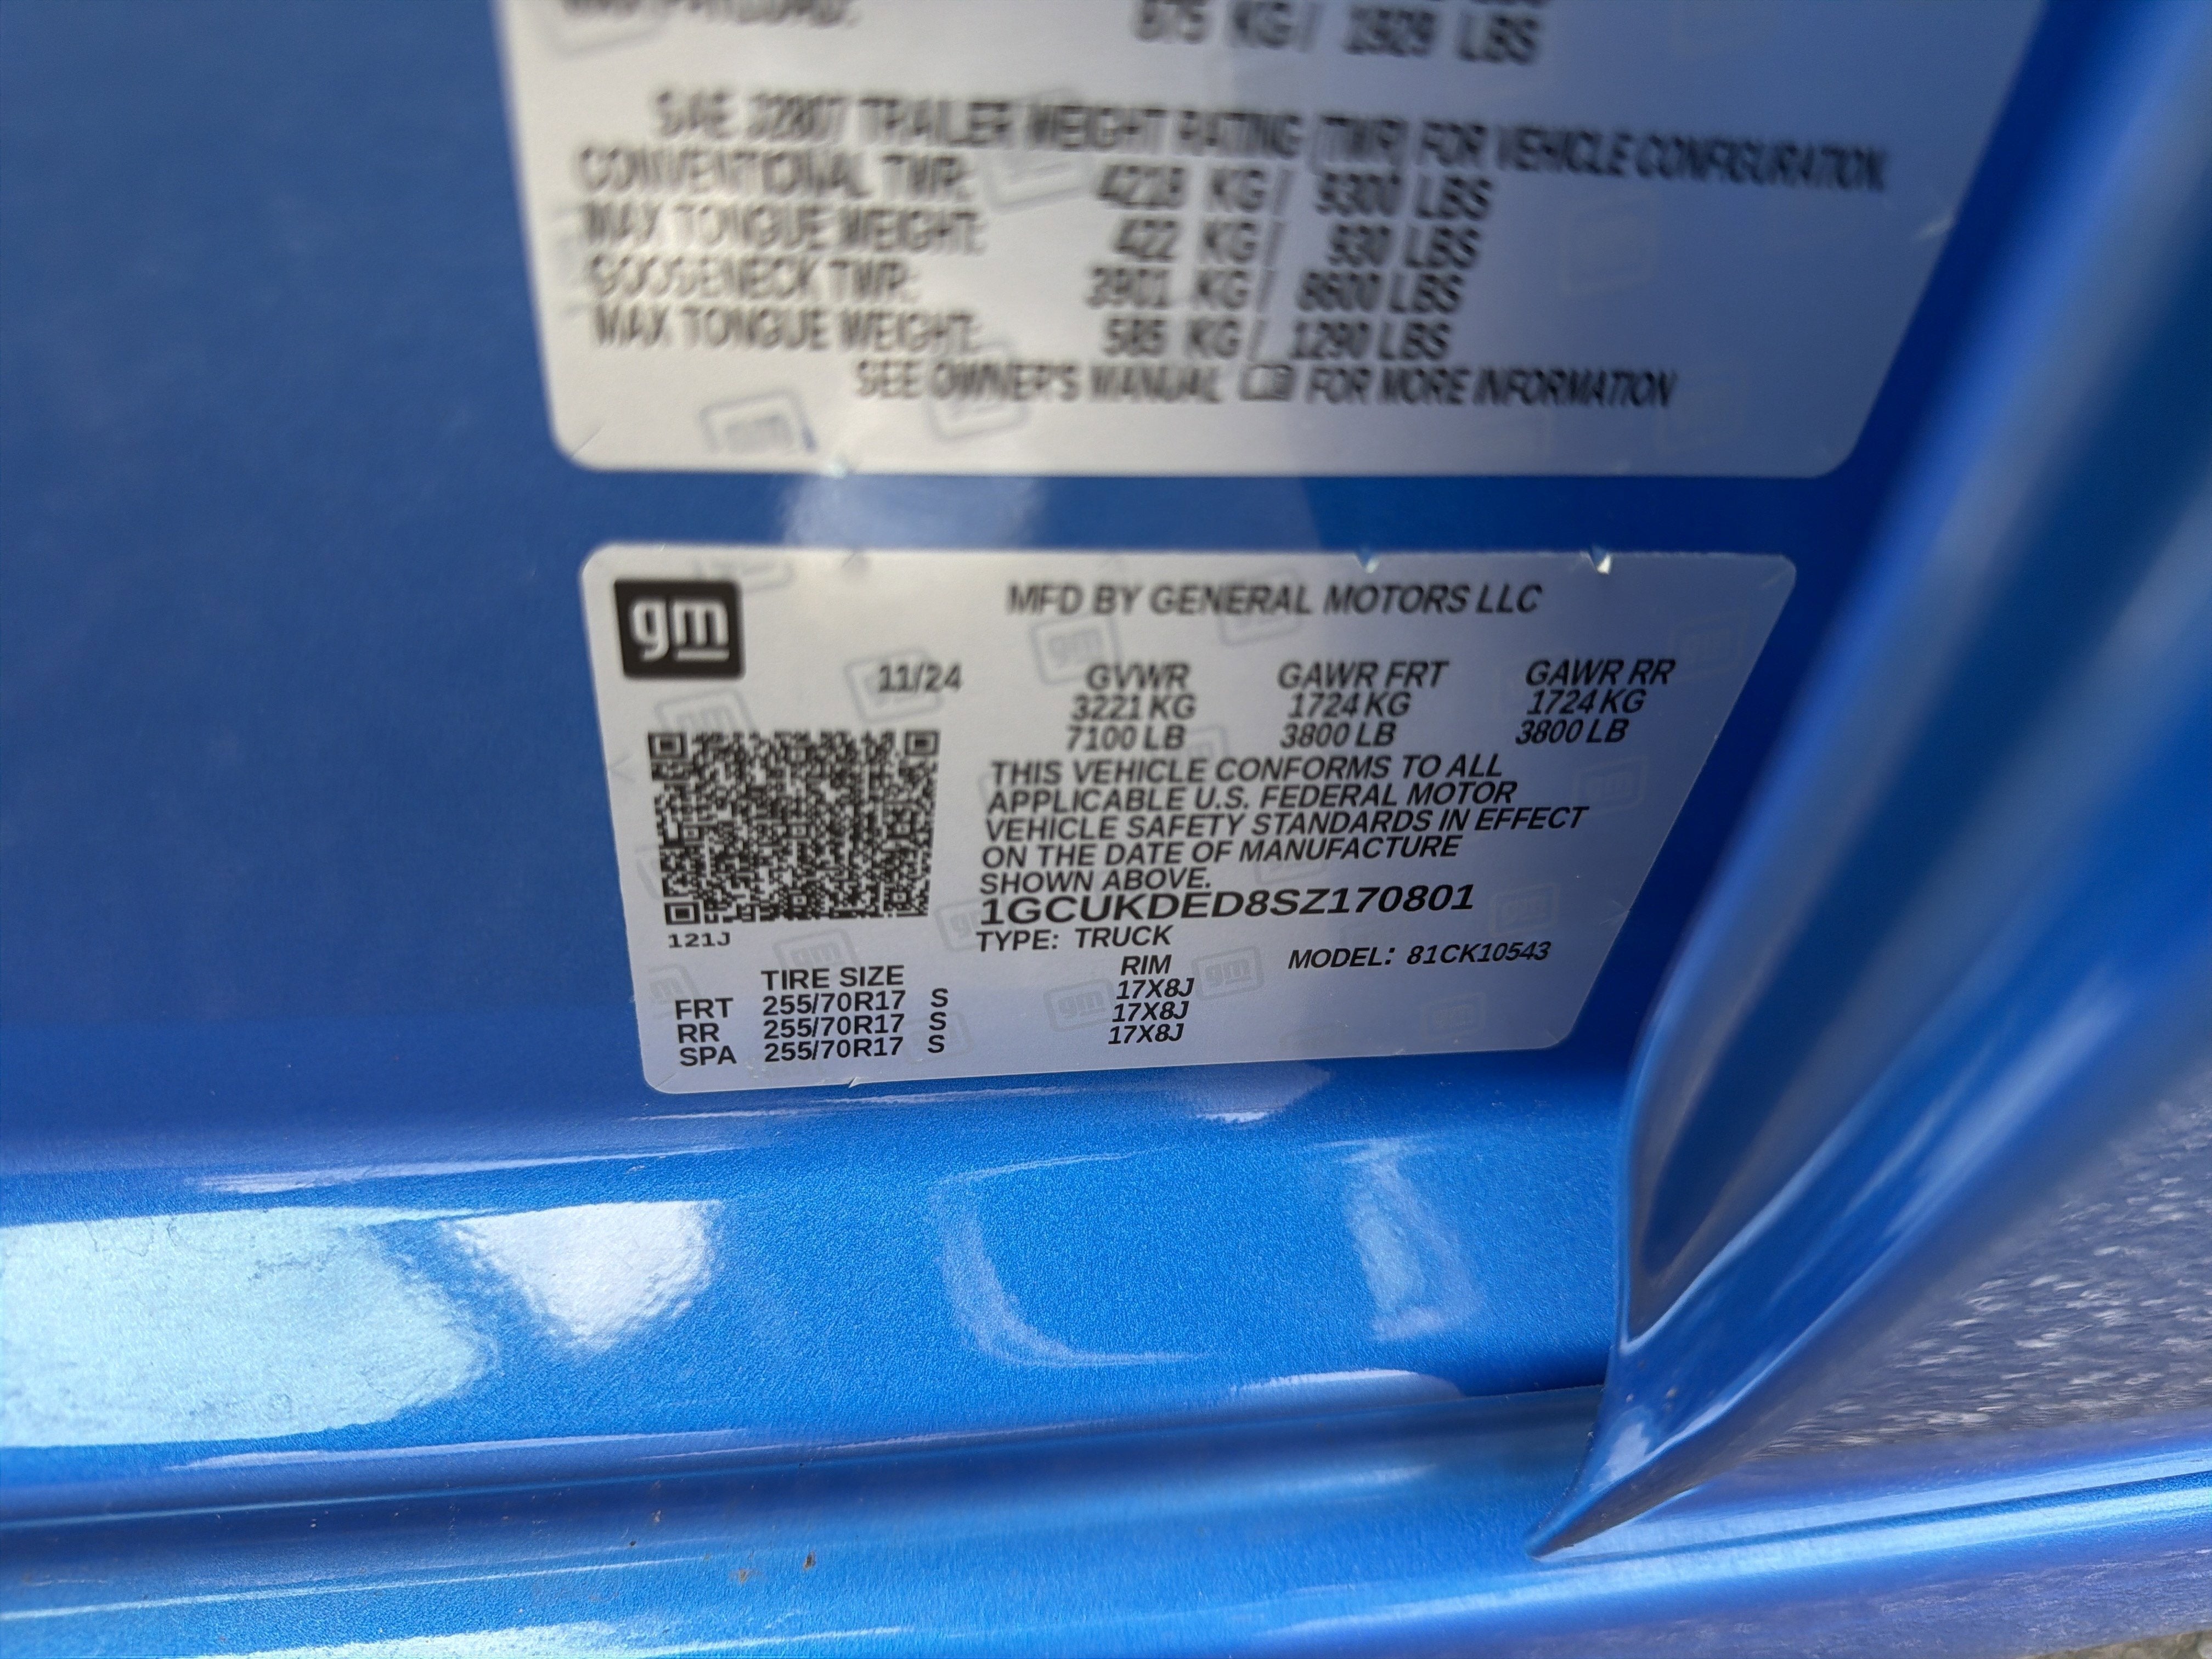 875 KG / 1929 LBS
SAE J2807 TRAILER WEIGHT RATING (TWR) FOR VEHICLE CONFIGURATION.
CONVENTIONAL TWR: 4218 KG / 9300 LBS
MAX TONGUE WEIGHT: 422 KG / 930 LBS
GOOSENECK TWR: 3901 KG / 8600 LBS
MAX TONGUE WEIGHT: 585 KG / 1290 LBS
SEE OWNER'S MANUAL FOR MORE INFORMATION
gm
MFD BY GENERAL MOTORS LLC
11/24 GVWR GAWR FRT GAWR RR
3221 KG 1724 KG 1724 KG
7100 LB 3800 LB 3800 LB
THIS VEHICLE CONFORMS TO ALL
APPLICABLE U.S. FEDERAL MOTOR
VEHICLE SAFETY STANDARDS IN EFFECT
ON THE DATE OF MANUFACTURE
SHOWN ABOVE.
1GCUKDED8SZ170801
121J
TYPE: TRUCK
MODEL: 81CK10543
TIRE SIZE RIM
FRT 255/70R17 S 17X8J
RR 255/70R17 S 17X8J
SPA 255/70R17 S 17X8J